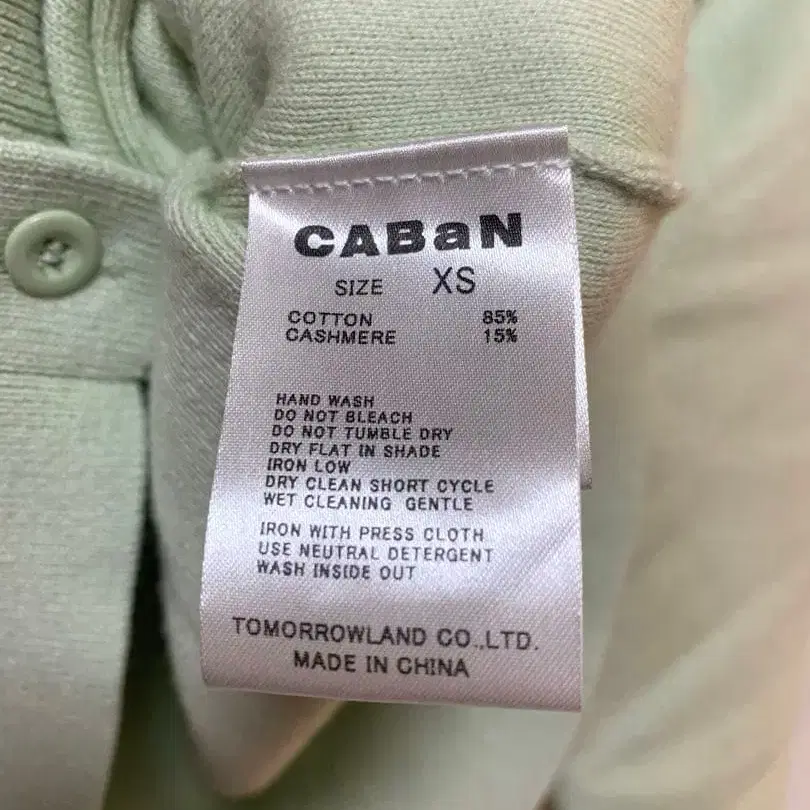 CABaN
SIZE XS
COTTON 85%
CASHMERE 15%
HAND WASH
DO NOT BLEACH
DO NOT TUMBLE DRY
DRY FLAT IN SHADE
IRON LOW
DRY CLEAN SHORT CYCLE
WET CLEANING GENTLE
IRON WITH PRESS CLOTH
USE NEUTRAL DETERGENT
WASH INSIDE OUT
TOMORROWLAND CO.,LTD.
MADE IN CHINA